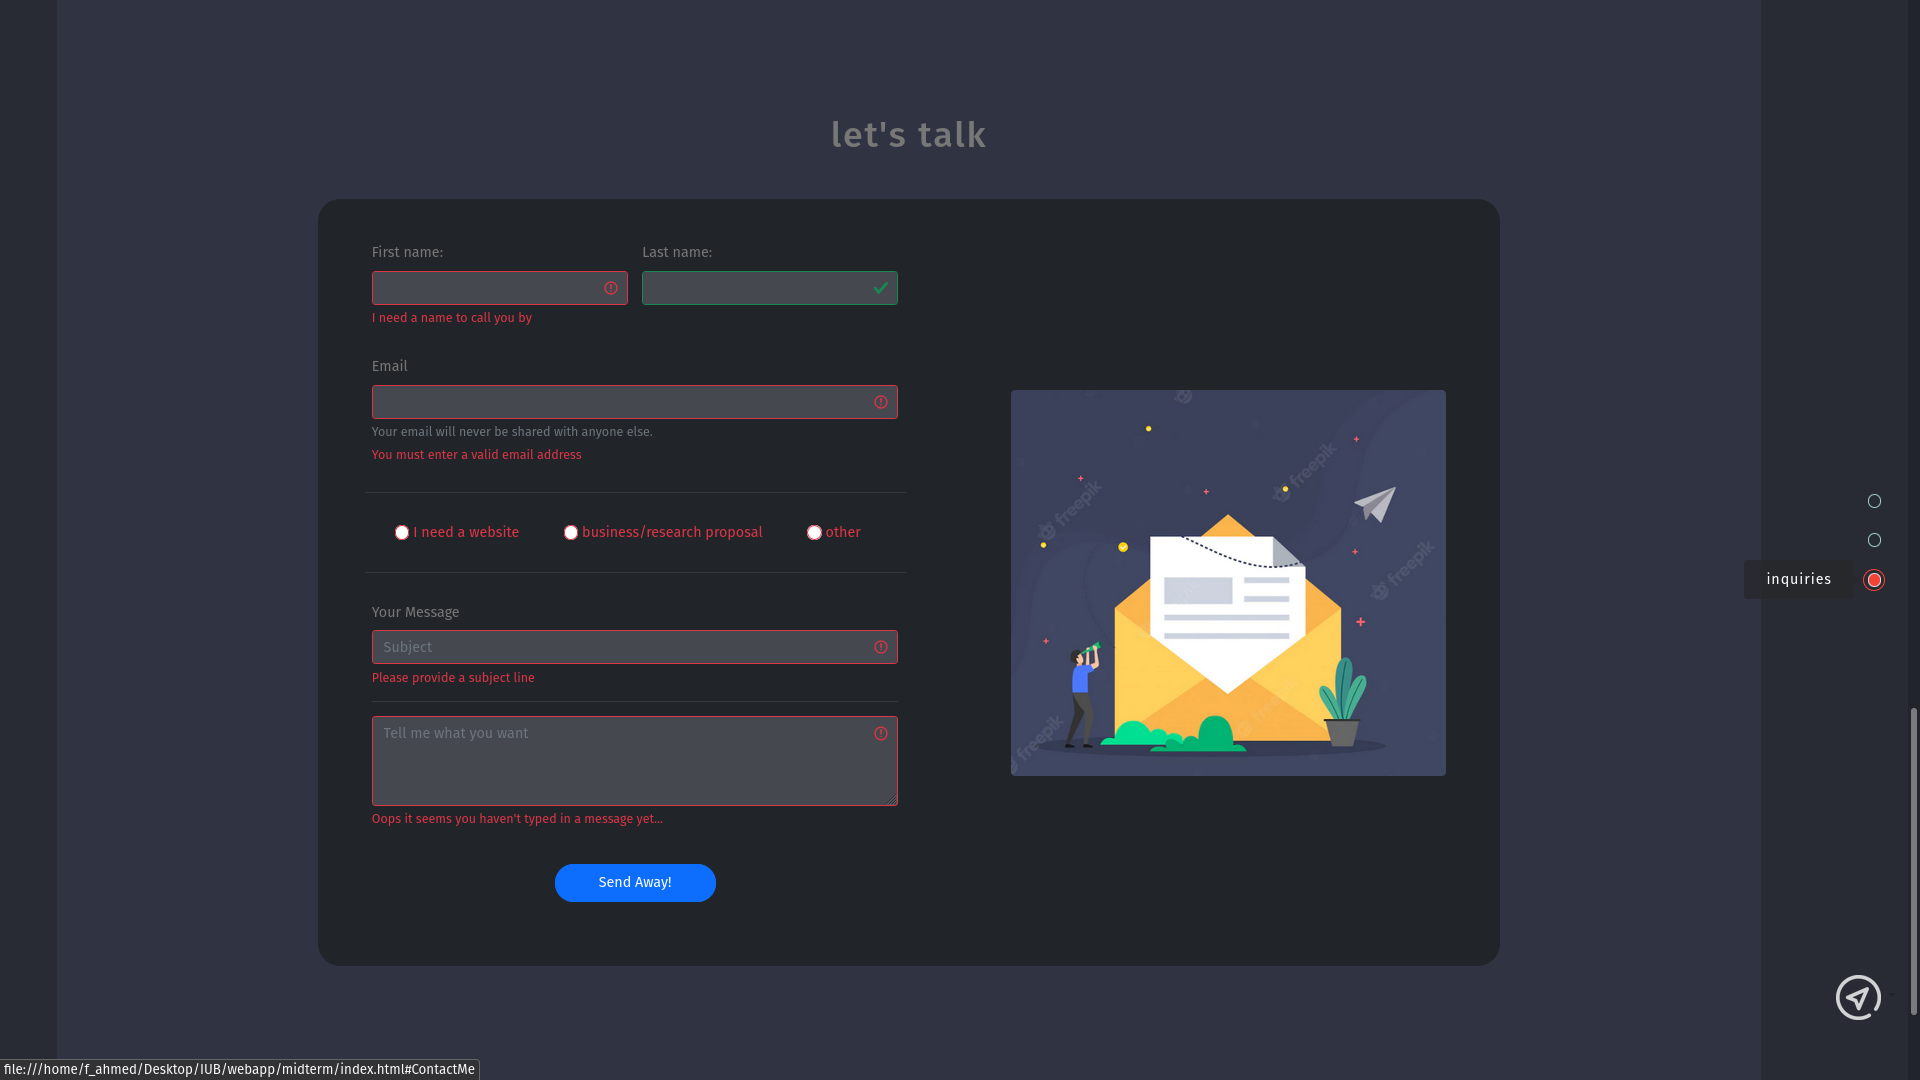 let's talk
First name:
Last name:
I need a name to call you by
Email
Your email will never be shared with anyone else.
You must enter a valid email address
I need a website
business/research proposal
other
Your Message
Subject
Please provide a subject line
Tell me what you want
Oops it seems you haven't typed in a message yet...
Send Away!
freepik
freepik
freepik
freepik
inquiries
file:///home/f_ahmed/Desktop/IUB/webapp/midterm/index.html#ContactMe